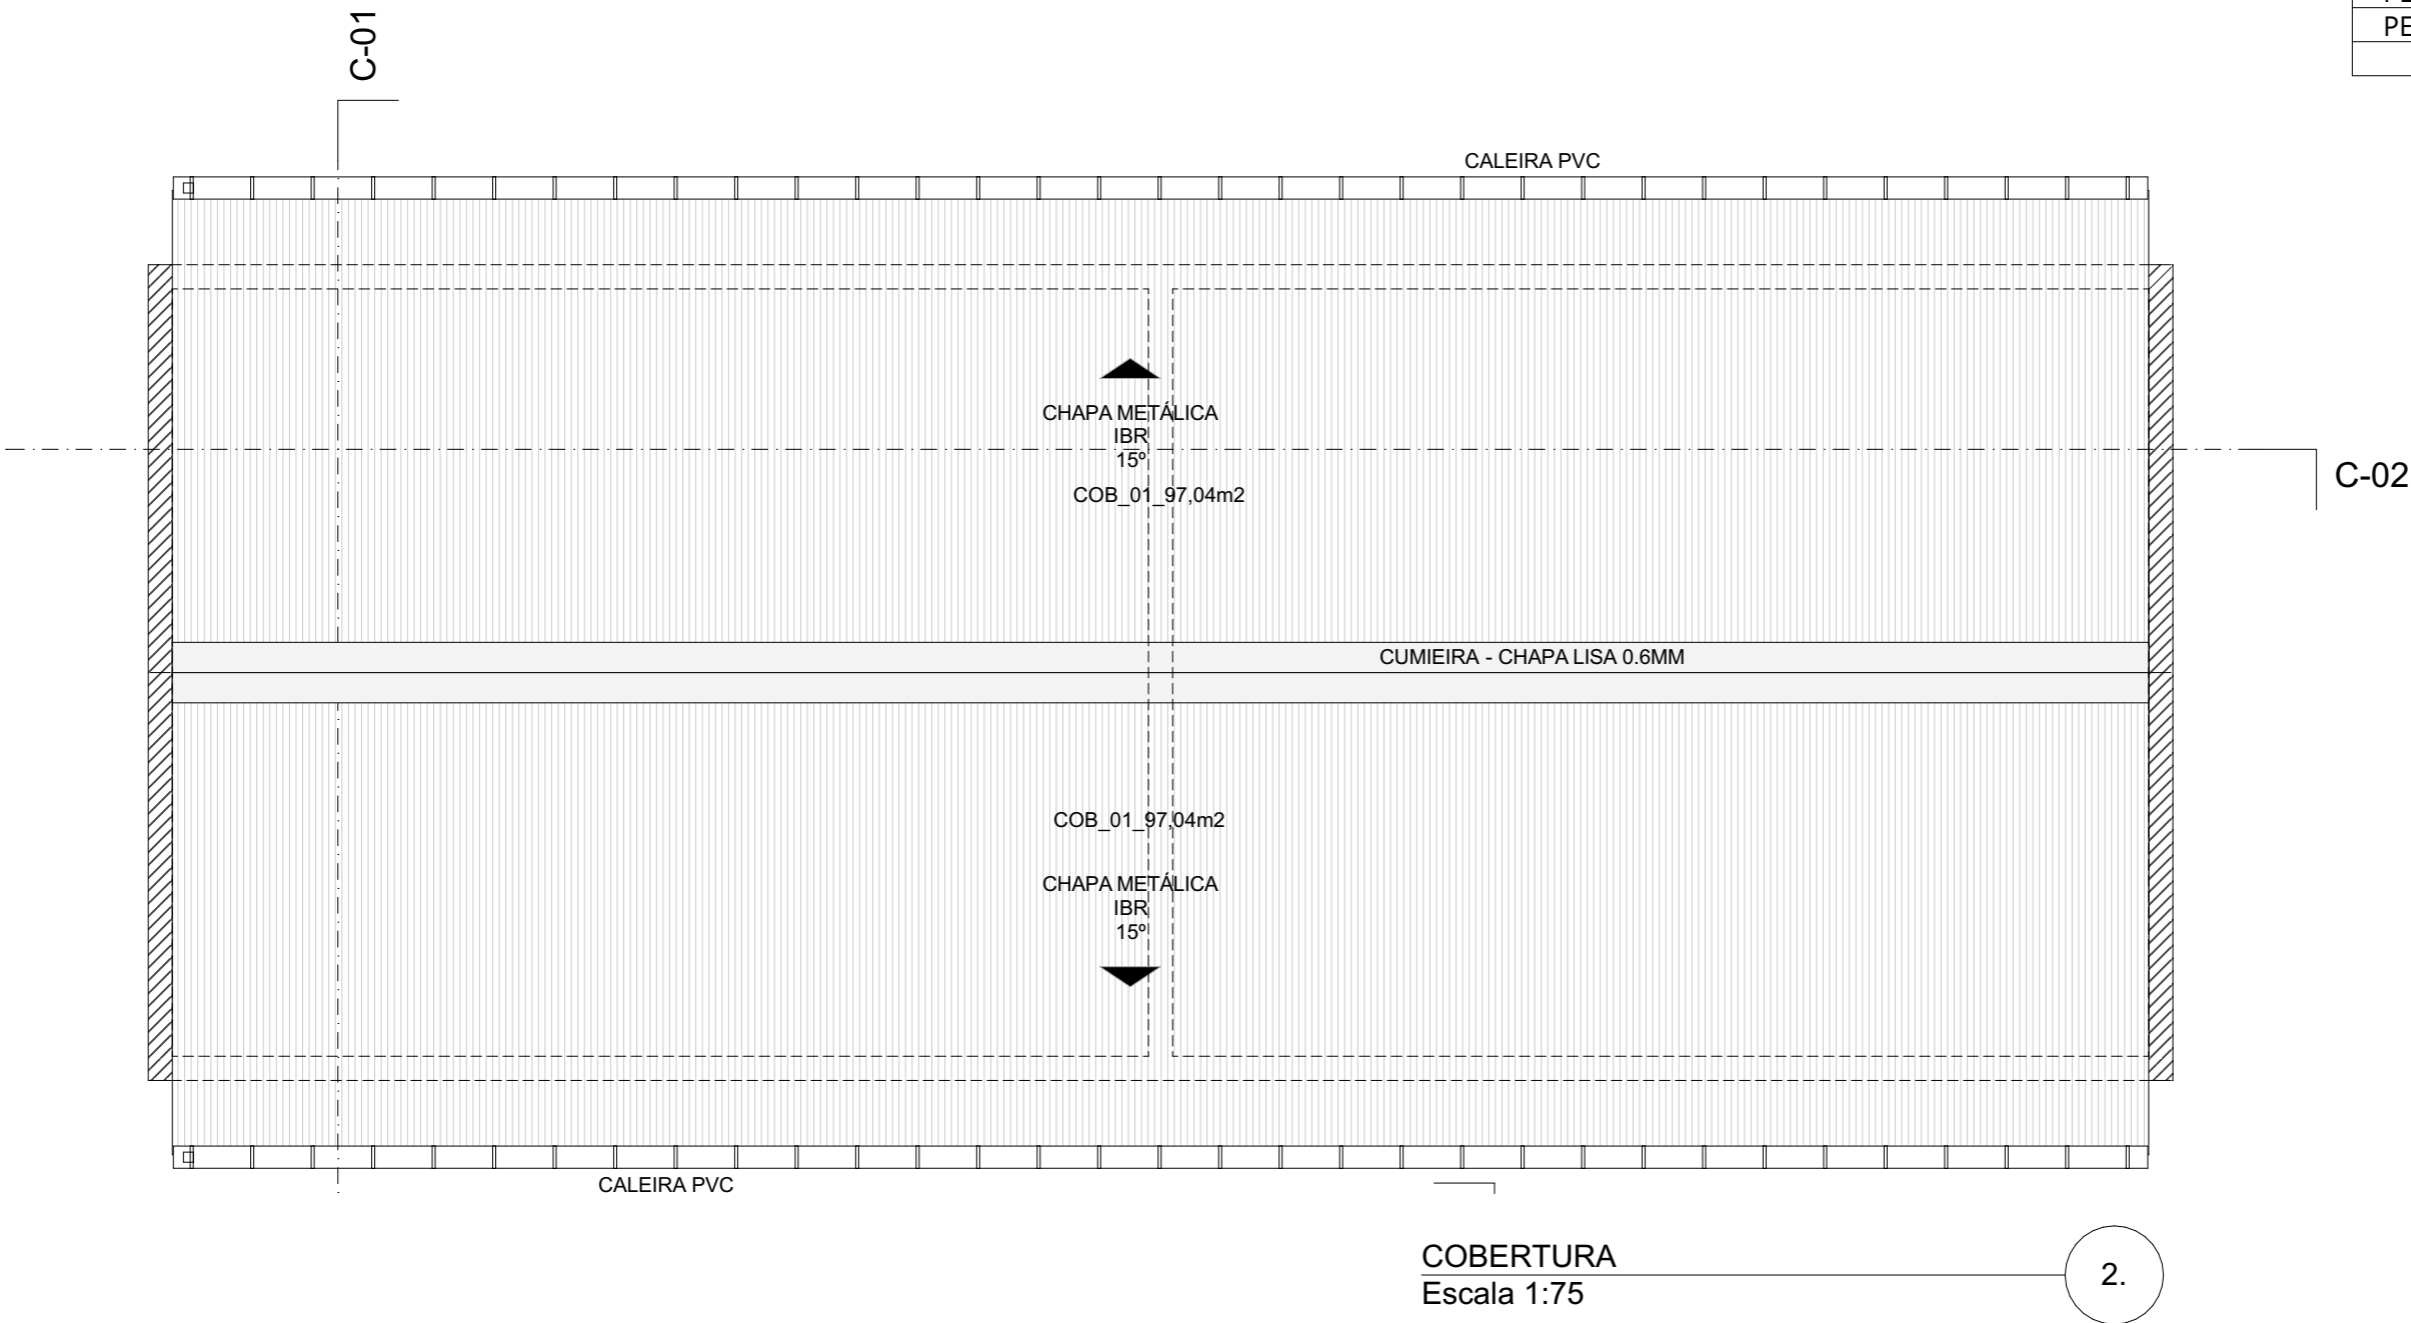 PE
C-01
CALEIRA PVC
CHAPA METÁLICA
IBR
15º
COB_01_97,04m2
C-02
CUMIEIRA - CHAPA LISA 0.6MM
COB_01_97,04m2
CHAPA METÁLICA
IBR
15º
CALEIRA PVC
COBERTURA
Escala 1:75
2.